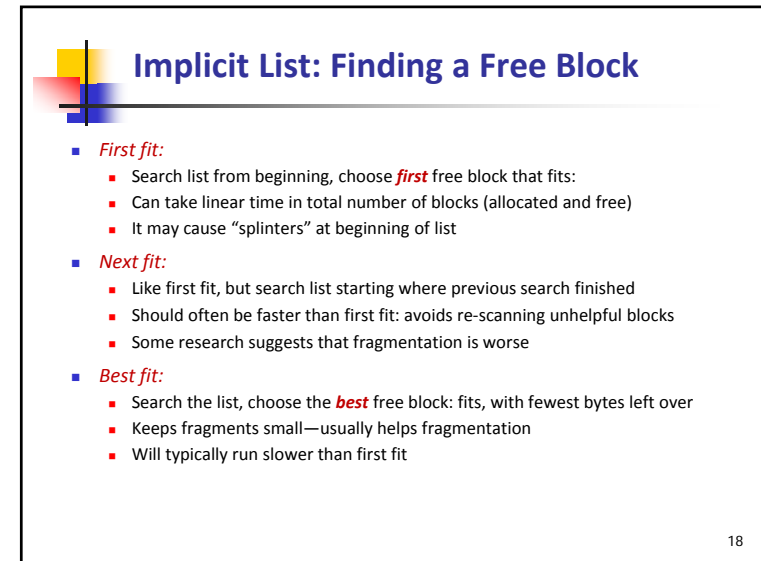 Implicit List: Finding a Free Block
First fit:
Search list from beginning, choose first free block that fits:
Can take linear time in total number of blocks (allocated and free)
It may cause “splinters” at beginning of list
Next fit:
Like first fit, but search list starting where previous search finished
Should often be faster than first fit: avoids re-scanning unhelpful blocks
Some research suggests that fragmentation is worse
Best fit:
Search the list, choose the best free block: fits, with fewest bytes left over
Keeps fragments small—usually helps fragmentation
Will typically run slower than first fit
18